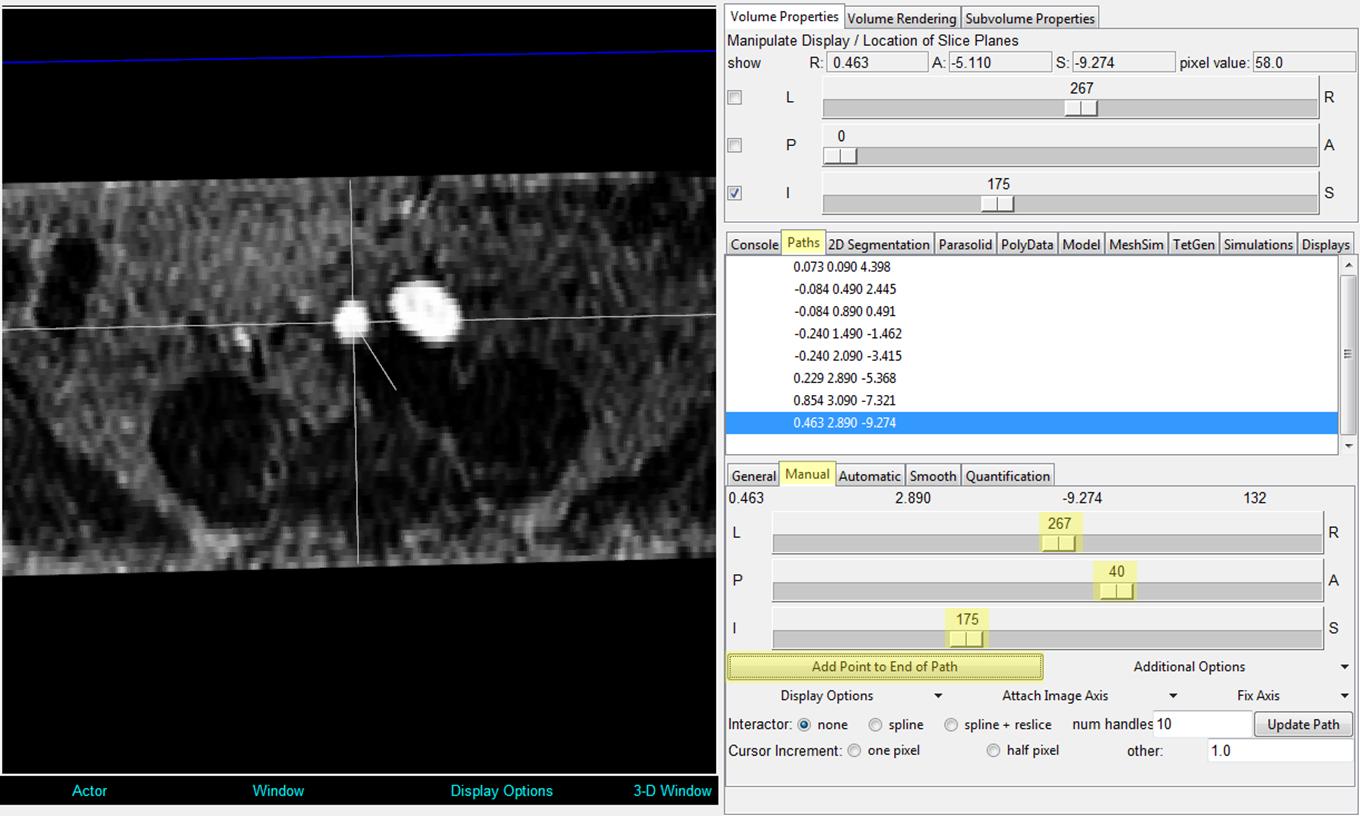 Volume Properties Volume Rendering Subvolume Properties
Manipulate Display / Location of Slice Planes
show R: 0.463 A: -5.110 S: -9.274 pixel value: 58.0
267
L R
0
P A
175
I S
Console Paths 2D Segmentation Parasolid PolyData Model MeshSim TetGen Simulations Displays
0.073 0.090 4.398
-0.084 0.490 2.445
-0.084 0.890 0.491
-0.240 1.490 -1.462
-0.240 2.090 -3.415
0.229 2.890 -5.368
0.854 3.090 -7.321
0.463 2.890 -9.274
General Manual Automatic Smooth Quantification
0.463 2.890 -9.274 132
267
L R
40
P A
175
I S
Add Point to End of Path Additional Options
Display Options Attach Image Axis Fix Axis
Interactor: none spline spline + reslice num handles 10 Update Path
Cursor Increment: one pixel half pixel other: 1.0
Actor Window Display Options 3-D Window